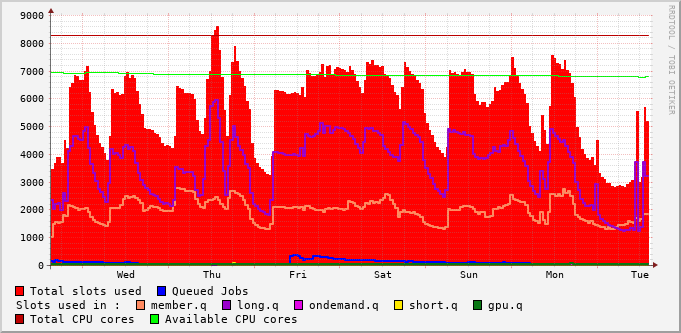 9000
8000
7000
6000
5000
4000
3000
2000
1000
0
Wed Thu Fri Sat Sun Mon Tue
RRDTOOL / TOBI OETIKER
Total slots used Queued Jobs
Slots used in : member.q long.q ondemand.q short.q gpu.q
Total CPU cores Available CPU cores